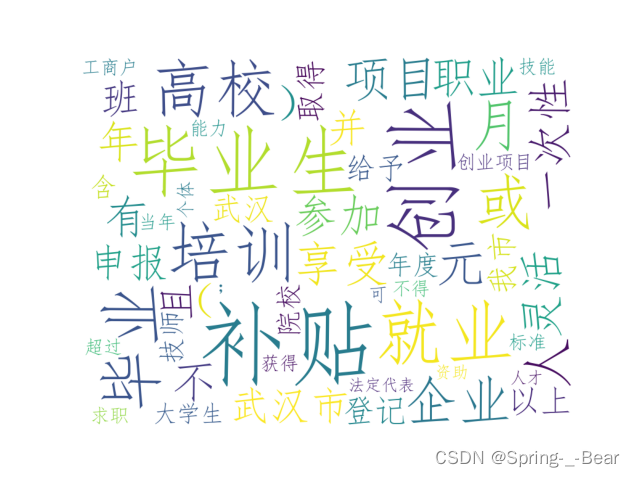 工商户
高校
)
取得
项目
职业
技能
班
月
一次性
年
能力
并
毕业生
创业
给予
创业项目
含
有
当年
个体
武汉
参加
或
申报
培训
享受
年度
元
我市
灵活
毕业
且
(
;
院校
可
不得
技师
补贴
就业
标准
超过
不
获得
资助
人
人才
法定代表
求职
大学生
武汉市
登记
企业
以上
CSDN @Spring-_-Bear